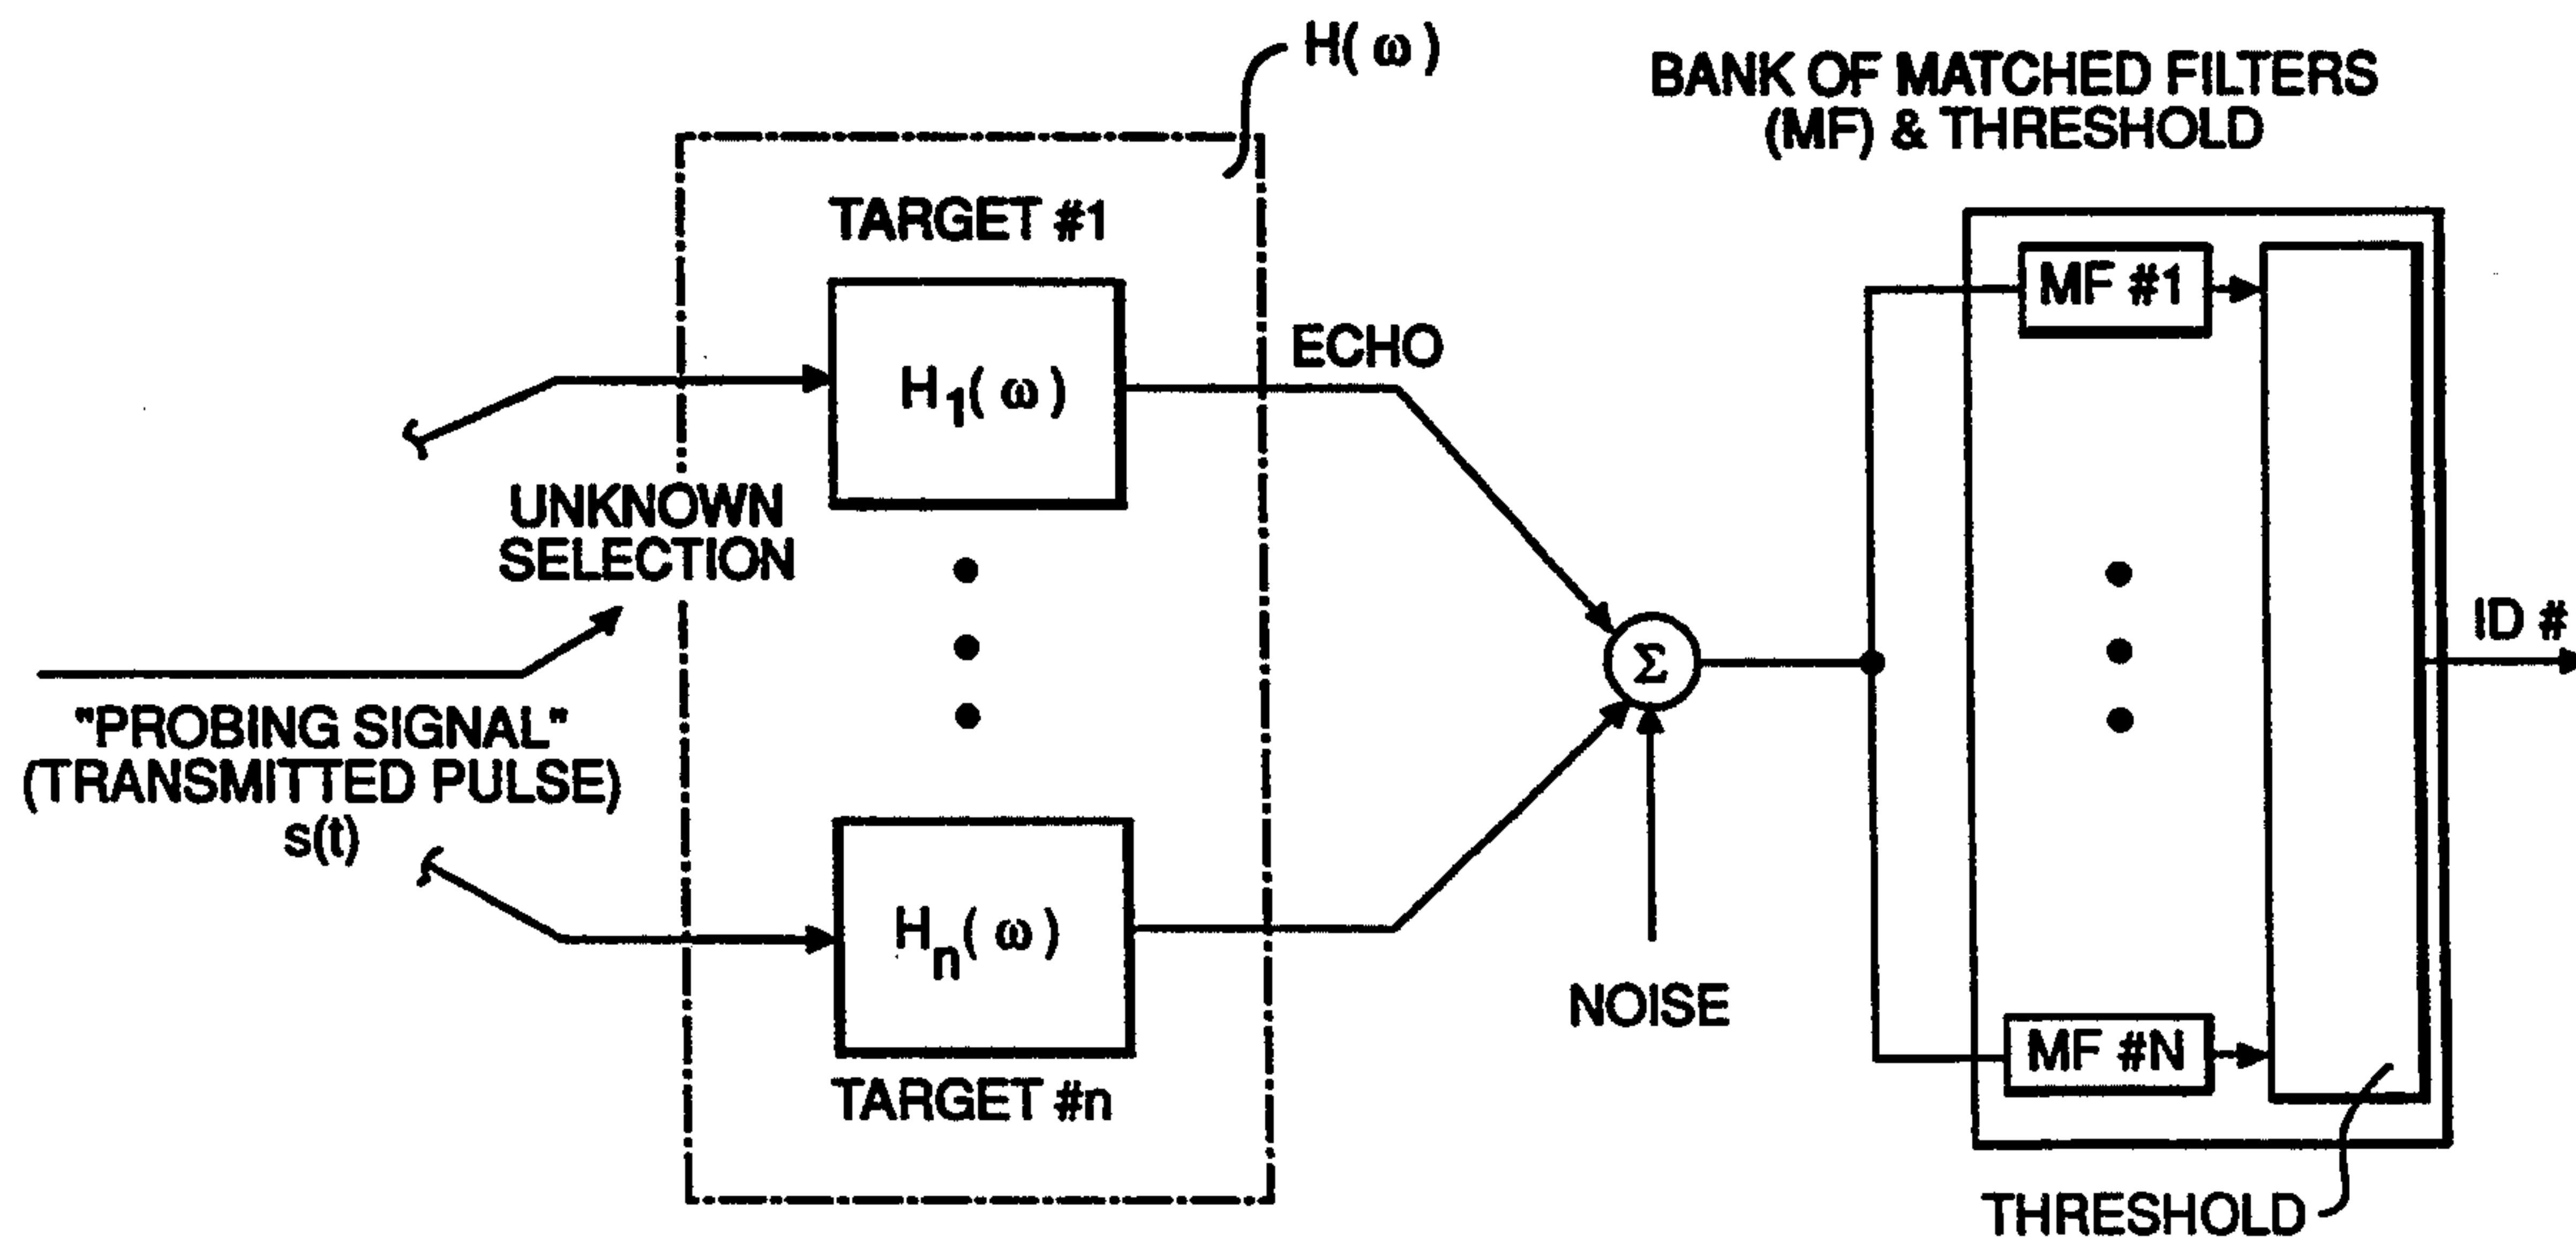 H( ω )
BANK OF MATCHED FILTERS
(MF) & THRESHOLD
TARGET #1
MF #1
H1( ω )
ECHO
UNKNOWN
SELECTION
"PROBING SIGNAL"
(TRANSMITTED PULSE)
s(t)
Σ
ID #
Hn( ω )
NOISE
MF #N
TARGET #n
THRESHOLD